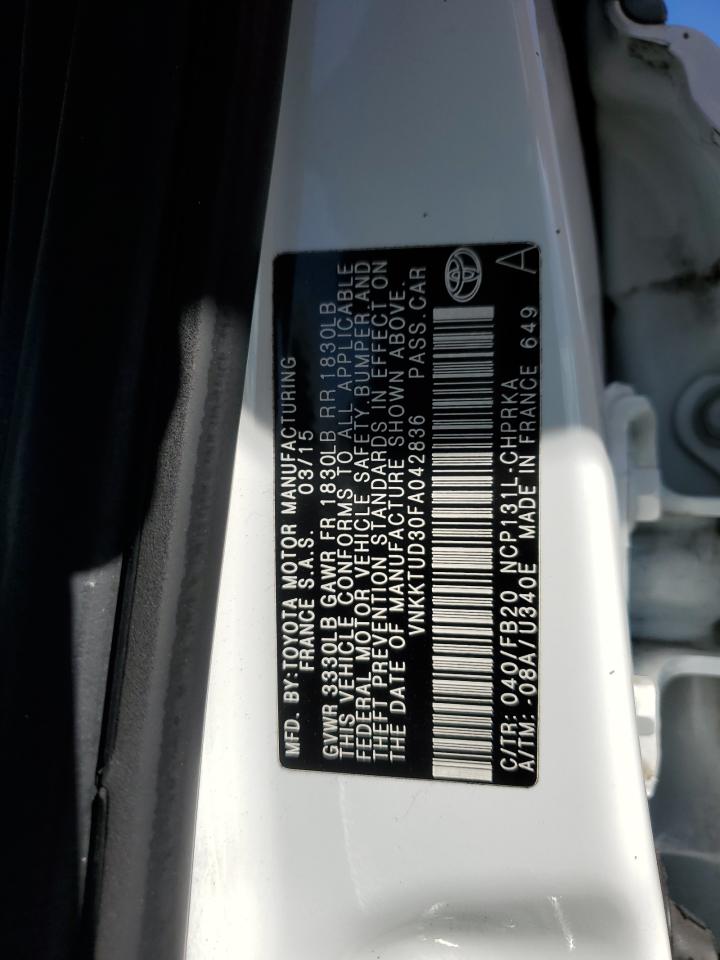 MFD. BY: TOYOTA MOTOR MANUFACTURING
FRANCE S.A.S. 03/15
GVWR 3330LB GAWR FR 1830LB RR 1830LB
THIS VEHICLE CONFORMS TO ALL APPLICABLE
FEDERAL MOTOR VEHICLE SAFETY, BUMPER, AND
THEFT PREVENTION STANDARDS IN EFFECT ON
THE DATE OF MANUFACTURE SHOWN ABOVE.
VNKKTUD30FA042836 PASS.CAR
C/TR: 040/FB20 NCP131L-CHPRKA
A/TM: -08A/U340E MADE IN FRANCE 649
A